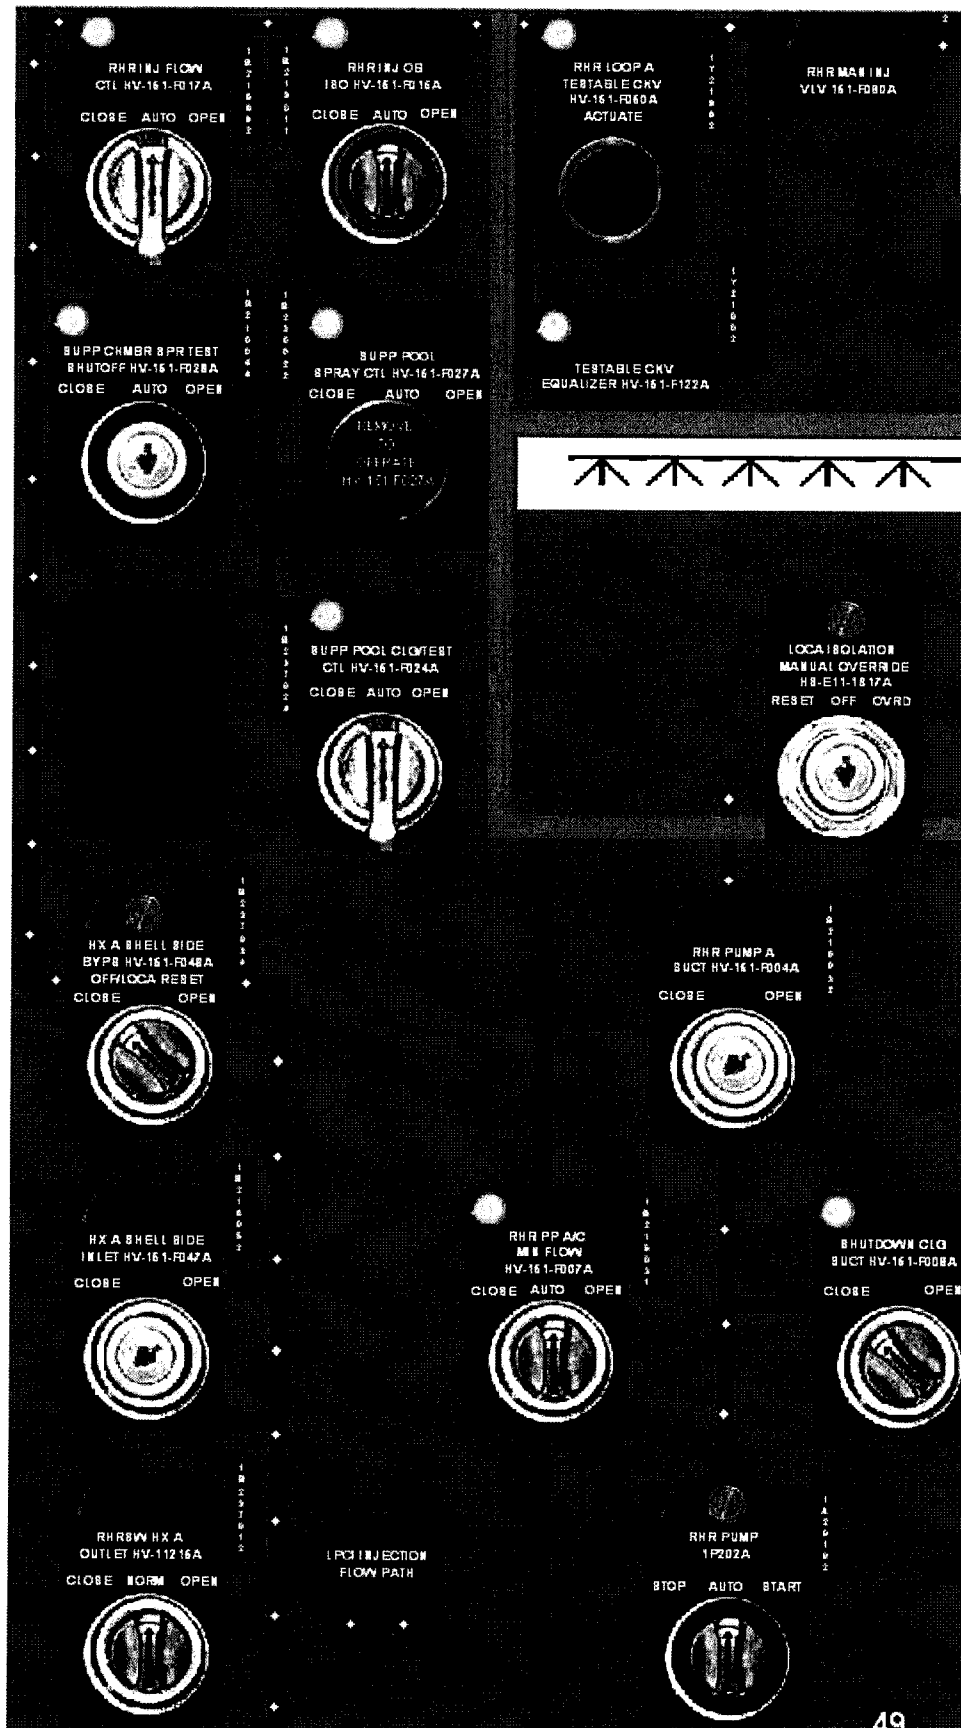 RHR INJ FLOW
CTL HV-151-F017A
CLOSE AUTO OPEN
RHR INJ OB
ISO HV-151-F015A
CLOSE AUTO OPEN
RHR LOOP A
TESTABLE CKV
HV-151-F050A
ACTUATE
RHR MAN INJ
VLV 151-F060A
SUPP CHMBR SPR TEST
SHUTOFF HV-151-F028A
CLOSE AUTO OPEN
SUPP POOL
SPRAY CTL HV-151-F027A
CLOSE AUTO OPEN
REMOVE
TO
OPERATE
HV-151-F027A
TESTABLE CKV
EQUALIZER HV-151-F122A
SUPP POOL CLG/TEST
CTL HV-151-F024A
CLOSE AUTO OPEN
LOCA ISOLATION
MANUAL OVERRIDE
HS-E11-1S17A
RESET OFF OVRD
HX A SHELL SIDE
BYPS HV-151-F048A
OFF/LOCA RESET
CLOSE OPEN
RHR PUMP A
SUCT HV-151-F004A
CLOSE OPEN
HX A SHELL SIDE
INLET HV-151-F047A
CLOSE OPEN
RHR PP A/C
MIN FLOW
HV-151-F007A
CLOSE AUTO OPEN
SHUTDOWN CLG
SUCT HV-151-F006A
CLOSE OPEN
RHRSW HX A
OUTLET HV-11215A
CLOSE NORM OPEN
LPCI INJECTION
FLOW PATH
RHR PUMP
1P202A
STOP AUTO START
49